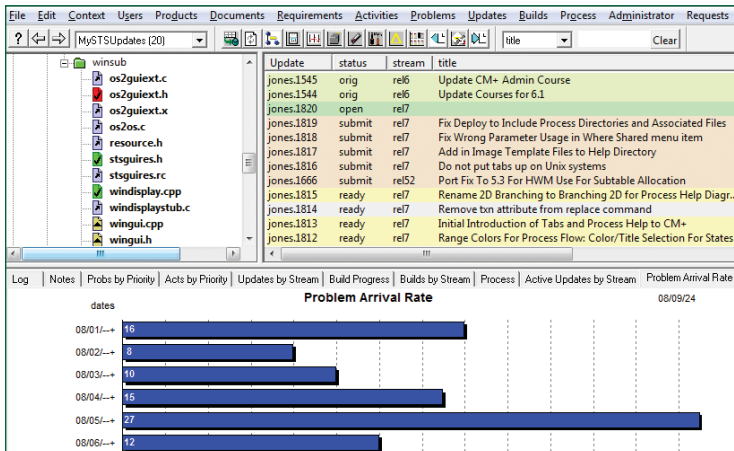 File Edit Context Users Products Documents Requirements Activities Problems Updates Builds Process Administrator Requests
? MySTSUpdates (20) title Clear
winsub
os2guiext.c
os2guiext.h
os2guiext.x
os2os.c
resource.h
stsguires.h
stsguires.rc
windisplay.cpp
windisplaystub.c
wingui.cpp
wingui.h
Update status stream title
jones.1545 orig rel6 Update CM+ Admin Course
jones.1544 orig rel6 Update Courses for 6.1
jones.1820 open rel7
jones.1819 submit rel7 Fix Deploy to Include Process Directories and Associated Files
jones.1818 submit rel7 Fix Wrong Parameter Usage in Where Shared menu item
jones.1817 submit rel7 Add in Image Template Files to Help Directory
jones.1816 submit rel7 Do not put tabs up on Unix systems
jones.1666 submit rel52 Port Fix To 5.3 For HWM Use For Subtable Allocation
jones.1815 ready rel7 Rename 2D Branching to Branching 2D for Process Help Diagr...
jones.1814 ready rel7 Remove txn attribute from replace command
jones.1813 ready rel7 Initial Introduction of Tabs and Process Help to CM+
jones.1812 ready rel7 Range Colors For Process Flow: Color/Title Selection For States
Log Notes Probs by Priority Acts by Priority Updates by Stream Build Progress Builds by Stream Process Active Updates by Stream Problem Arrival Rate
Problem Arrival Rate 08/09/24
dates
08/01/--+ 16
08/02/--+ 8
08/03/--+ 10
08/04/--+ 15
08/05/--+ 27
08/06/--+ 12